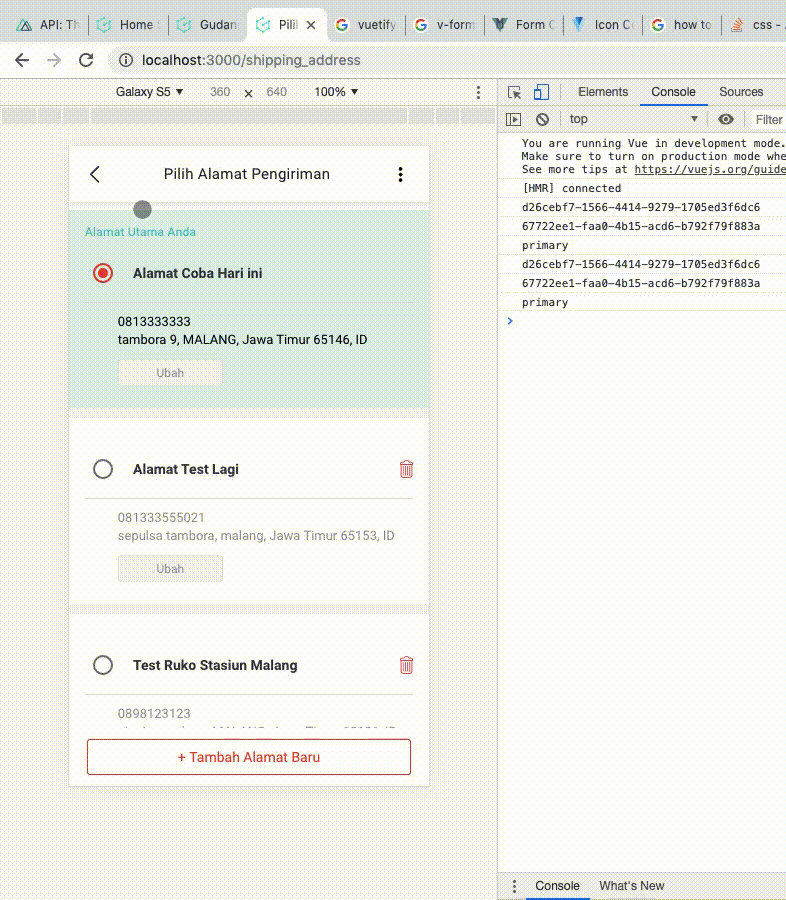 API: Th
Home
Gudan
Pili
vuetify
v-form
Form C
Icon Cu
how to
css -
localhost:3000/shipping_address
Galaxy S5 ▼ 360 × 640 100% ▼
Elements Console Sources
top Filter
Pilih Alamat Pengiriman
Alamat Utama Anda
Alamat Coba Hari ini
0813333333
tambora 9, MALANG, Jawa Timur 65146, ID
Ubah
Alamat Test Lagi
081333555021
sepulsa tambora, malang, Jawa Timur 65153, ID
Ubah
Test Ruko Stasiun Malang
0898123123
+ Tambah Alamat Baru
You are running Vue in development mode.
Make sure to turn on production mode whe
See more tips at https://vuejs.org/guide
[HMR] connected
d26cebf7-1566-4414-9279-1705ed3f6dc6
67722ee1-faa0-4b15-acd6-b792f79f883a
primary
d26cebf7-1566-4414-9279-1705ed3f6dc6
67722ee1-faa0-4b15-acd6-b792f79f883a
primary
Console What's New